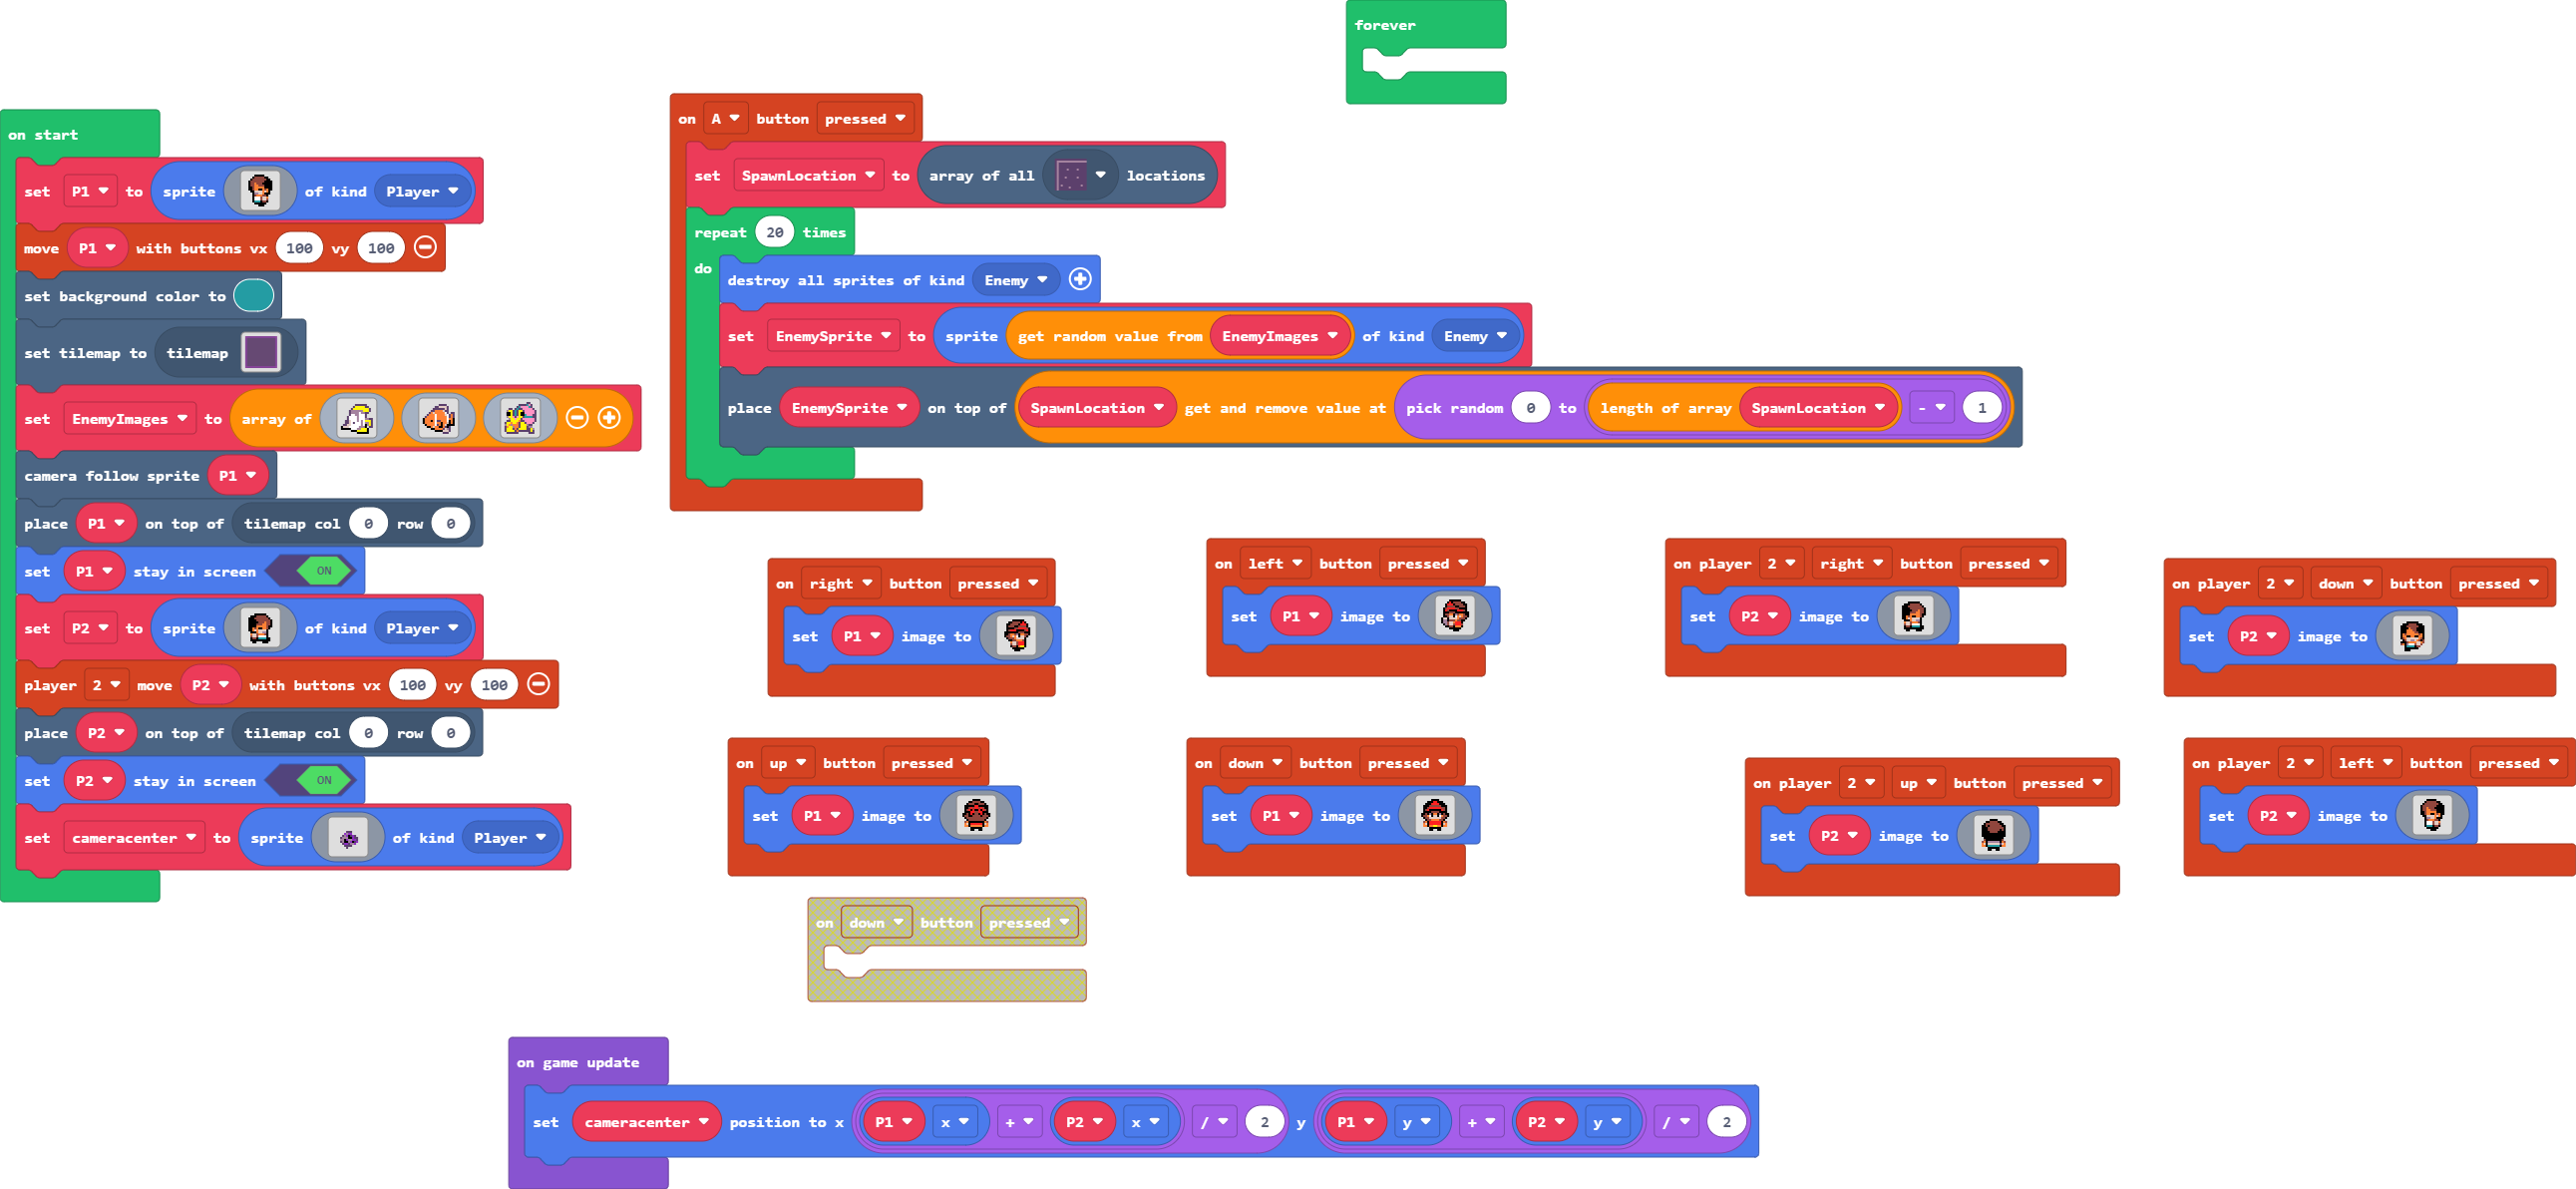 forever
on start
set P1 to sprite of kind Player
move P1 with buttons vx 100 vy 100
set background color to
set tilemap to tilemap
set EnemyImages to array of
camera follow sprite P1
place P1 on top of tilemap col 0 row 0
set P1 stay in screen ON
set P2 to sprite of kind Player
player 2 move P2 with buttons vx 100 vy 100
place P2 on top of tilemap col 0 row 0
set P2 stay in screen ON
set cameracenter to sprite of kind Player
on A button pressed
set SpawnLocation to array of all locations
repeat 20 times
do
destroy all sprites of kind Enemy
set EnemySprite to sprite get random value from EnemyImages of kind Enemy
place EnemySprite on top of SpawnLocation get and remove value at pick random 0 to length of array SpawnLocation - 1
on right button pressed
set P1 image to
on left button pressed
set P1 image to
on player 2 right button pressed
set P2 image to
on player 2 down button pressed
set P2 image to
on up button pressed
set P1 image to
on down button pressed
set P1 image to
on player 2 up button pressed
set P2 image to
on player 2 left button pressed
set P2 image to
on down button pressed
on game update
set cameracenter position to x P1 x + P2 x / 2 y P1 y + P2 y / 2